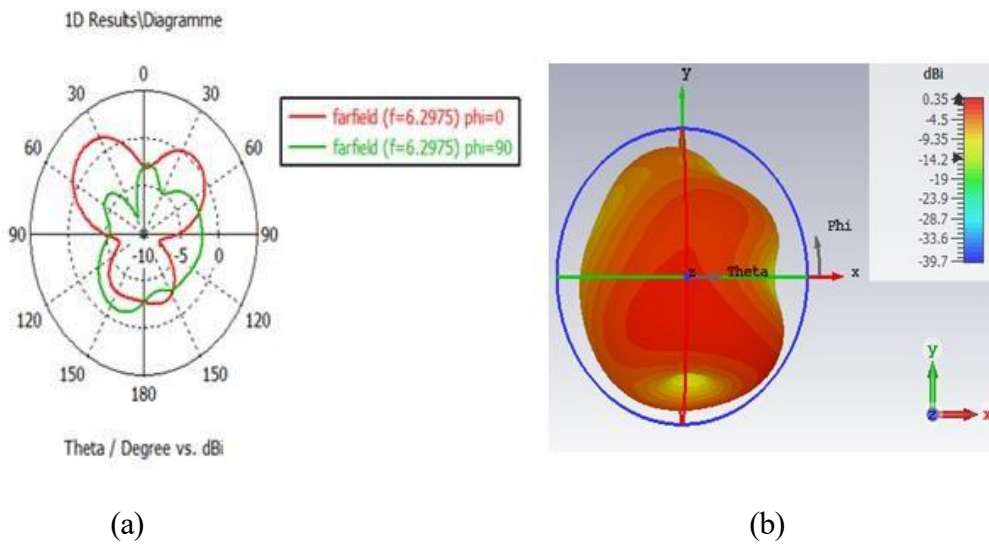 1D Results\Diagramme
0
30
30
60
60
90
90
-10
-5
0
120
120
150
150
180
farfield (f=6.2975) phi=0
farfield (f=6.2975) phi=90
Theta / Degree vs. dBi
(a)
y
Phi
z
Theta
x
dBi
0.35
-4.5
-9.35
-14.2
-19
-23.9
-28.7
-33.6
-39.7
y
z
x
(b)